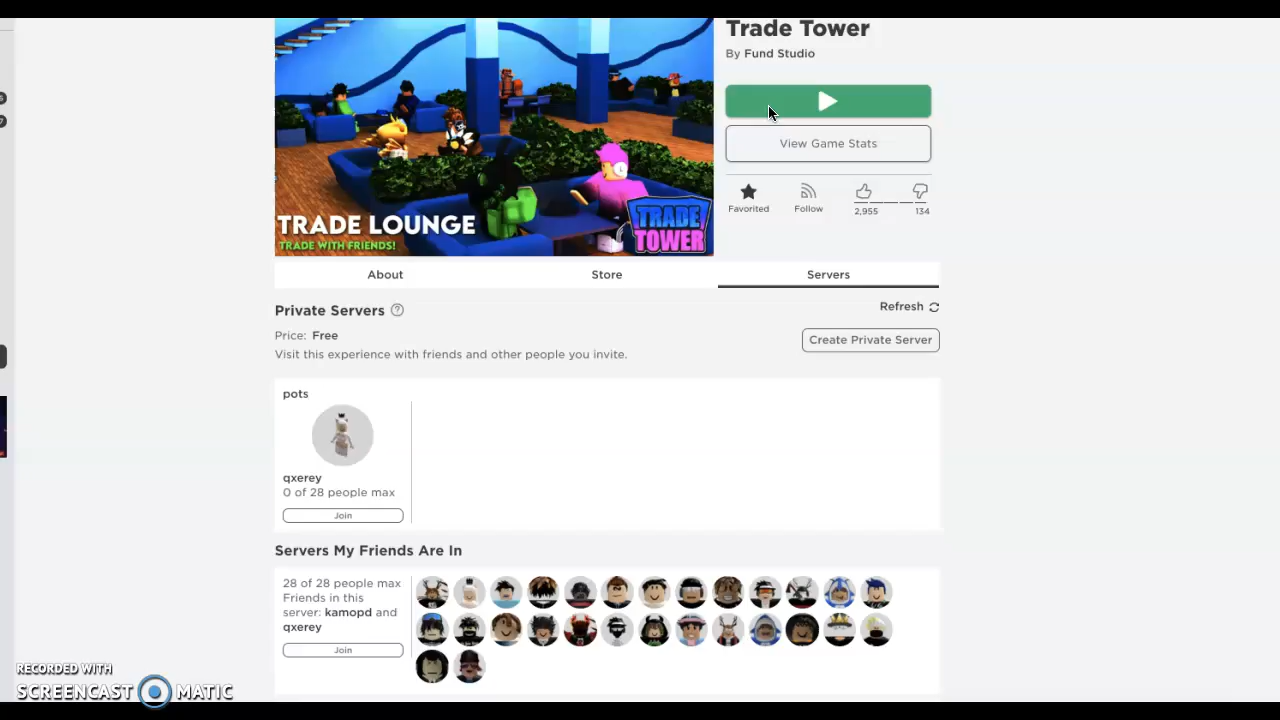 Trade Tower
By Fund Studio
View Game Stats
Favorited
Follow
2,955
134
TRADE LOUNGE
TRADE WITH FRIENDS!
TRADE
TOWER
About
Store
Servers
Private Servers
Refresh
Price: Free
Visit this experience with friends and other people you invite.
Create Private Server
pots
qxerey
0 of 28 people max
Join
Servers My Friends Are In
28 of 28 people max
Friends in this
server: kamopd and
qxerey
Join
RECORDED WITH
SCREENCAST MATIC